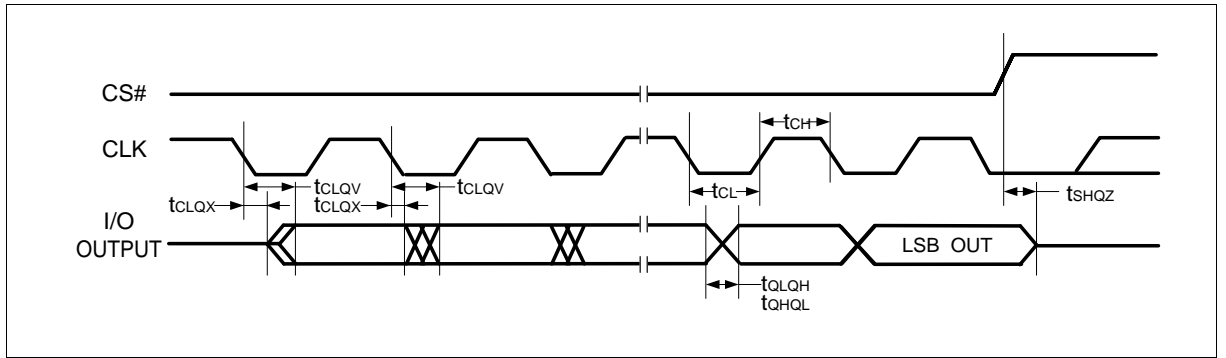 CS#
CLK
tCH
tCLQV
tCLQV
tCL
tSHQZ
tCLQX
tCLQX
I/O
OUTPUT
LSB OUT
tQLQH
tQHQL